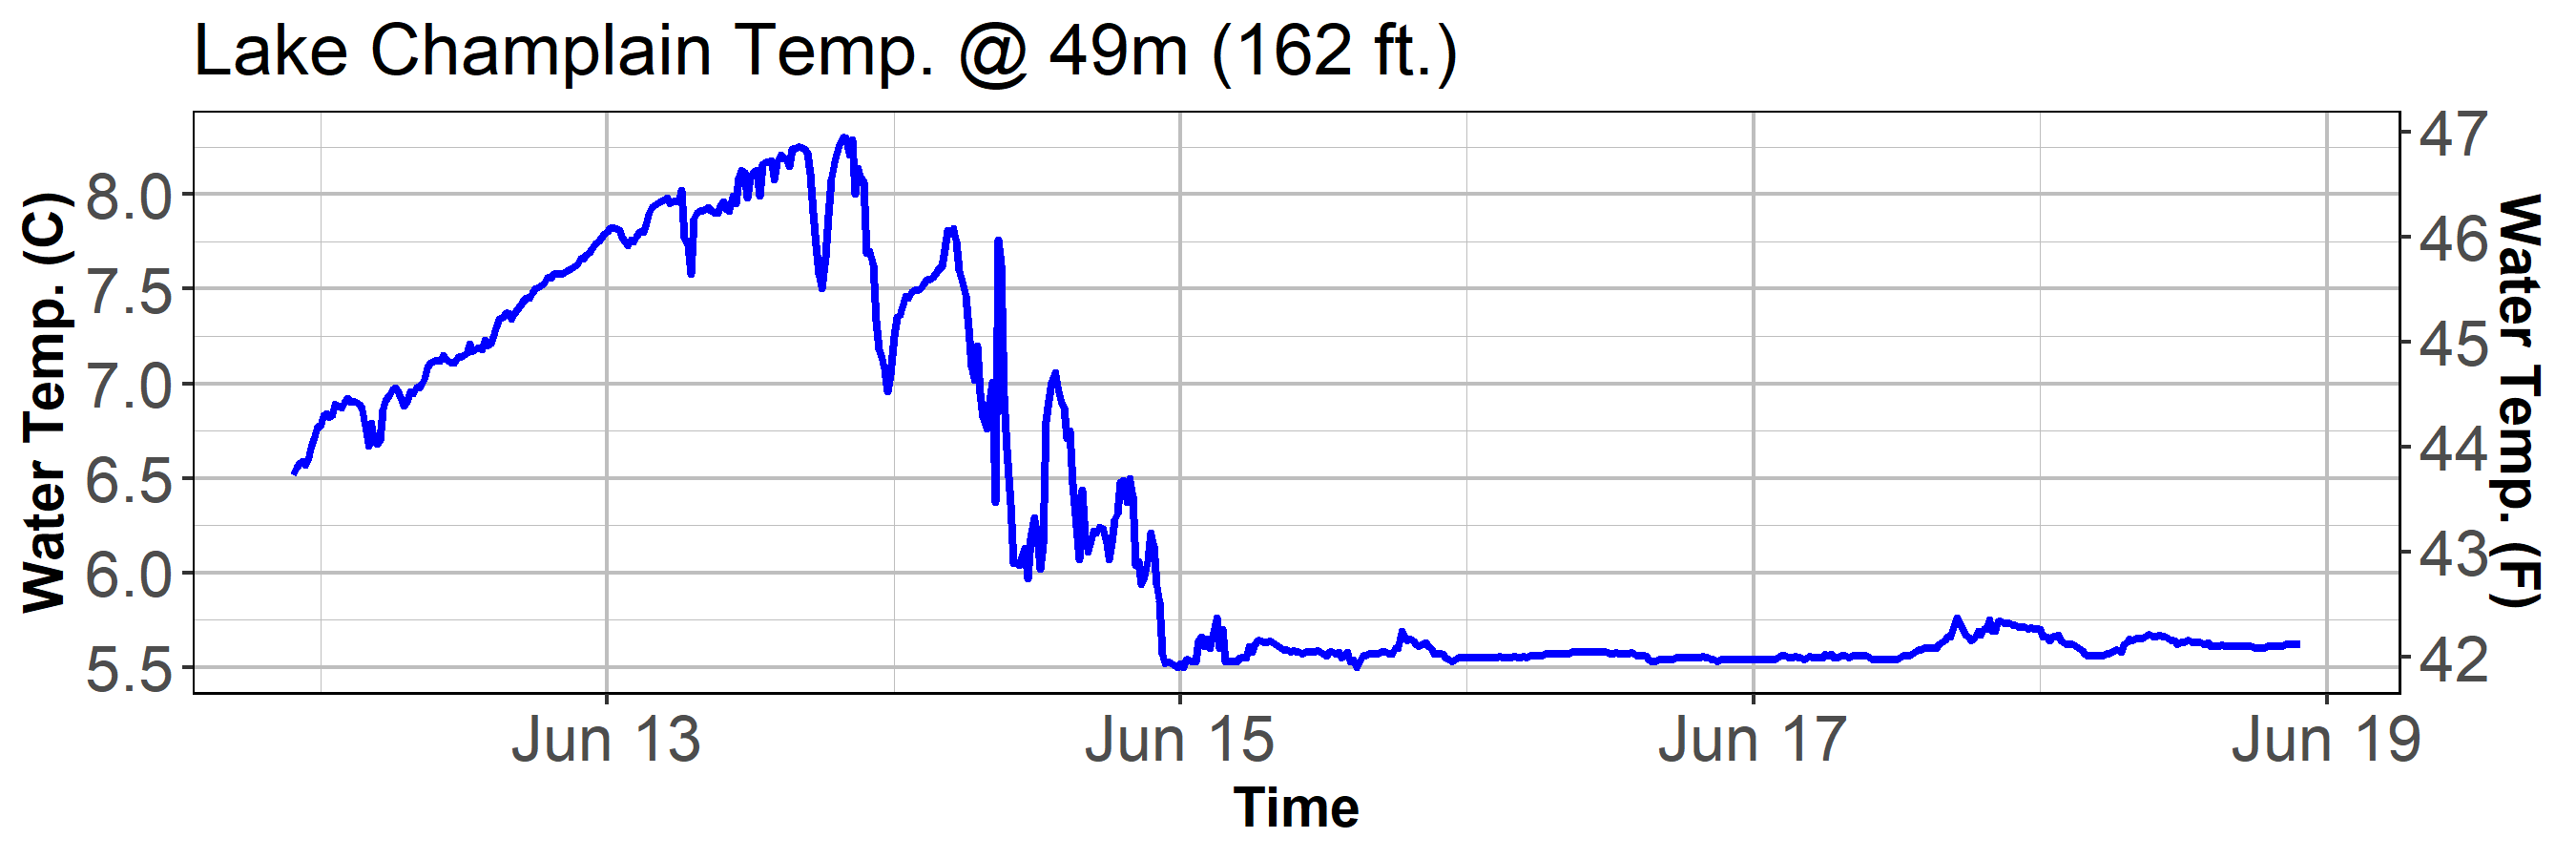 Lake Champlain Temp. @ 49m (162 ft.)
Water Temp. (C)
8.0
7.5
7.0
6.5
6.0
5.5
47
46
45
44
43
42
Water Temp. (F)
Jun 13 Jun 15 Jun 17 Jun 19
Time